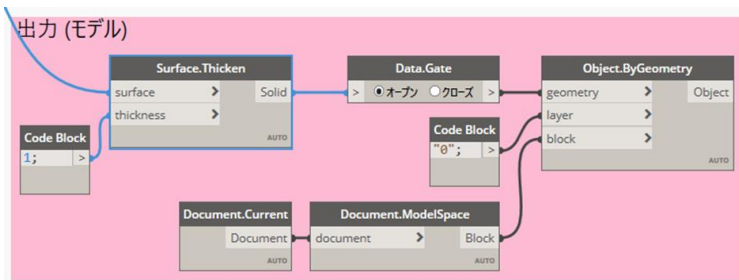 出力 (モデル)
Surface.Thicken
surface > Solid
thickness >
AUTO
Data.Gate
> オープン クローズ >
Object.ByGeometry
geometry > Object
layer >
block >
AUTO
Code Block
1; >
Code Block
"0"; >
Document.Current
Document
AUTO
Document.ModelSpace
document > Block
AUTO